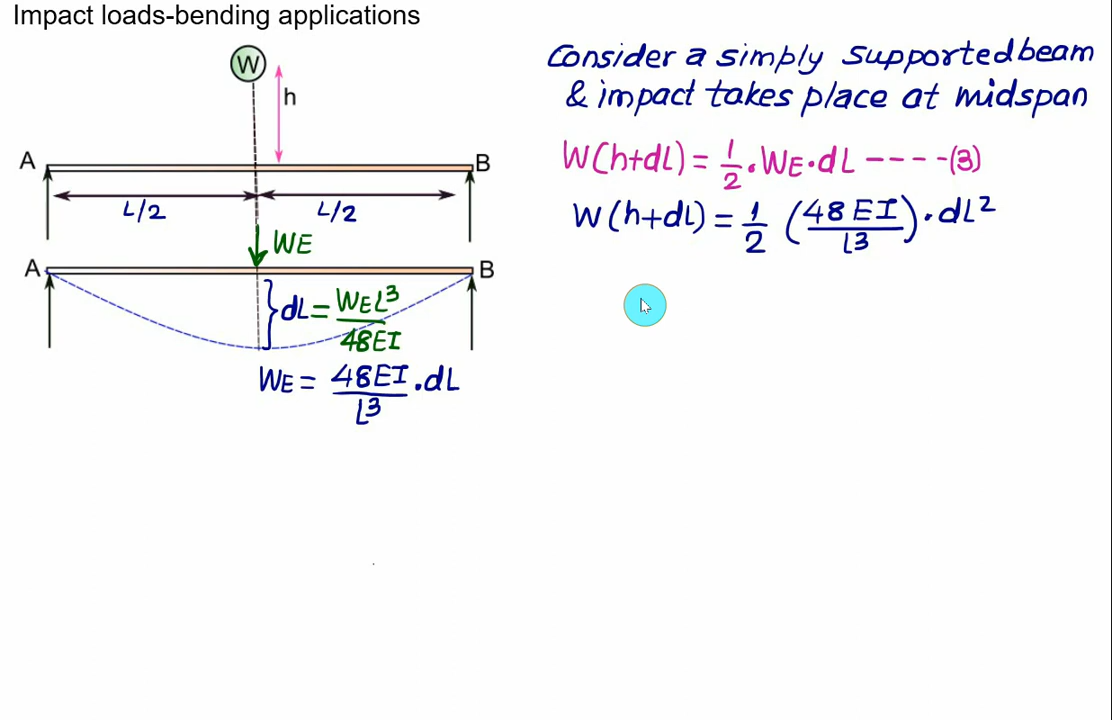 Impact loads-bending applications
W
h
A
B
L/2
L/2
WE
A
B
dL = WEL³/48EI
WE = 48EI/L³ . dL
Consider a simply supported beam
& impact takes place at midspan
W(h+dL) = 1/2 . WE . dL ----(3)
W(h+dL) = 1/2 (48EI/L³) . dL²